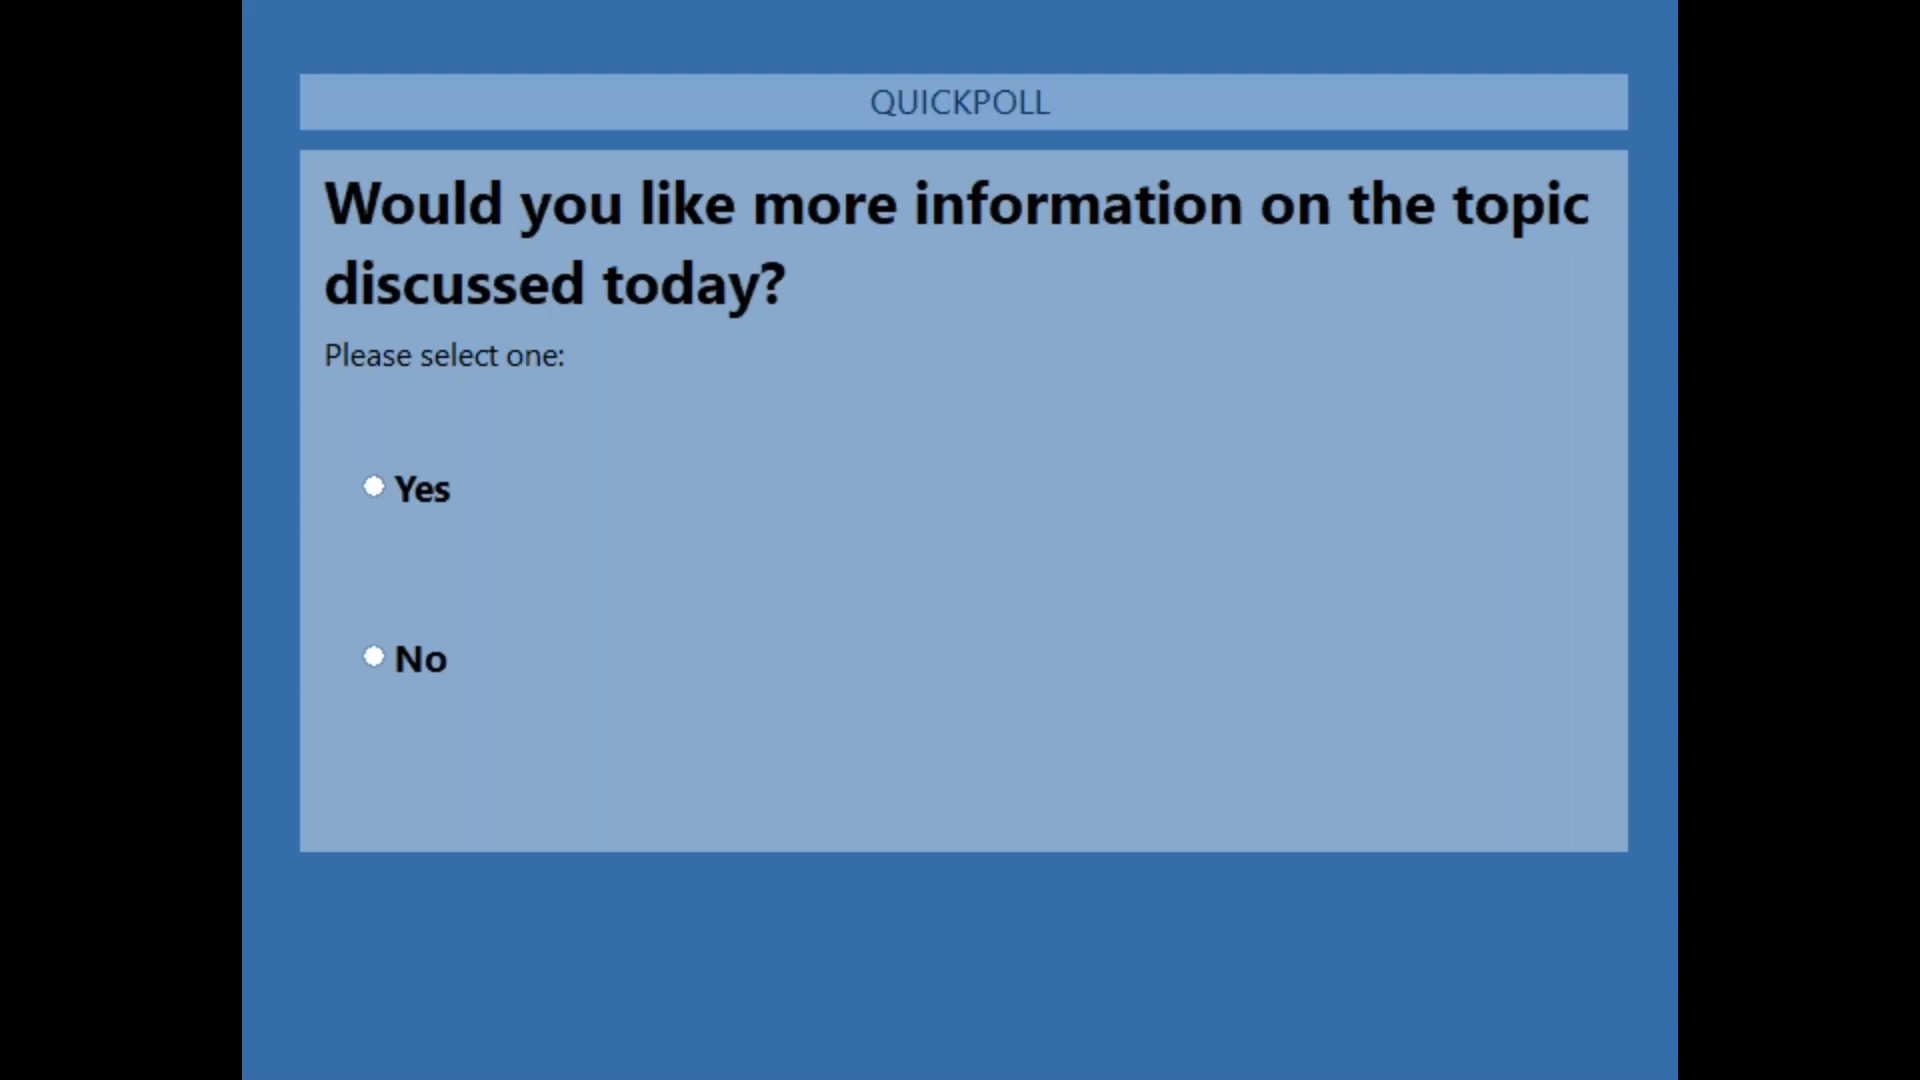 QUICKPOLL
Would you like more information on the topic
discussed today?
Please select one:
Yes
No